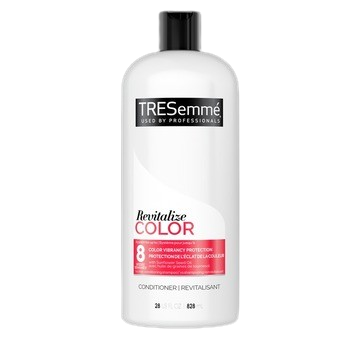 TRESemmé
USED BY PROFESSIONALS
Revitalize
COLOR
8
COLOR VIBRANCY PROTECTION
PROTECTION DE L'ÉCLAT DE LA COULEUR
CONDITIONER | REVITALISANT
28 828